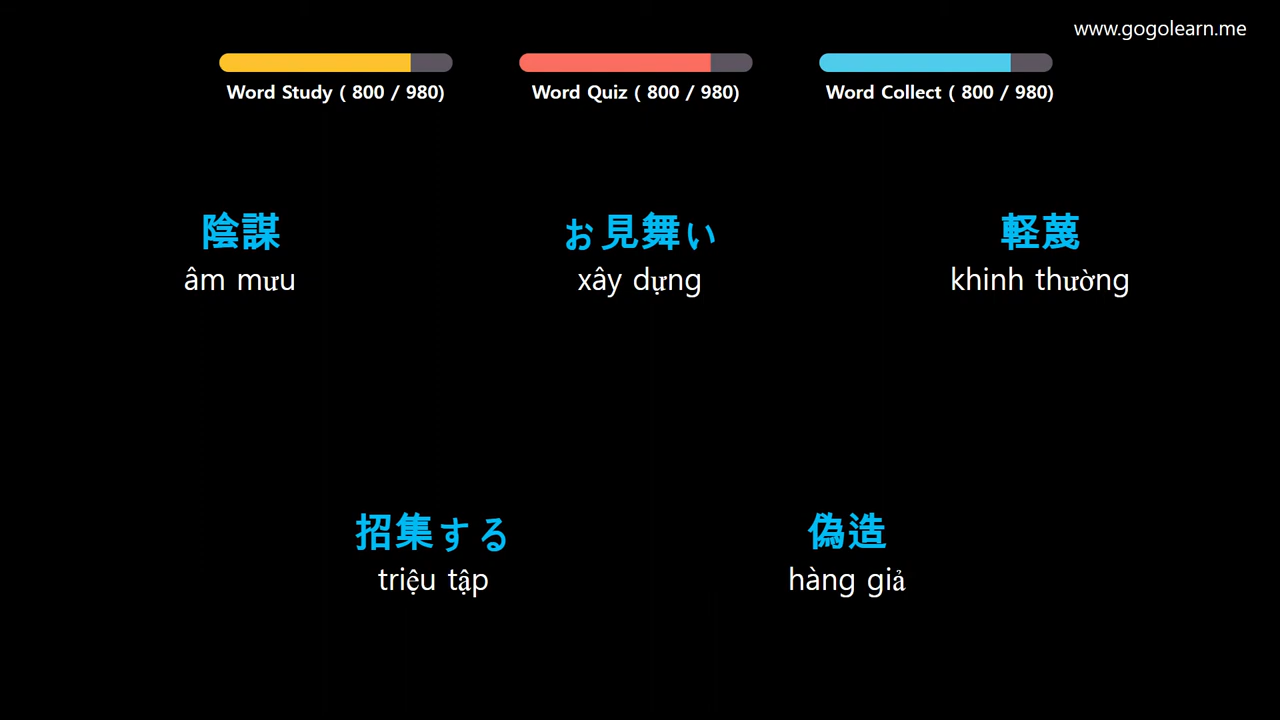 www.gogolearn.me
Word Study ( 800 / 980)
Word Quiz ( 800 / 980)
Word Collect ( 800 / 980)
陰謀
âm mưu
お見舞い
xây dựng
軽蔑
khinh thường
招集する
triệu tập
偽造
hàng giả